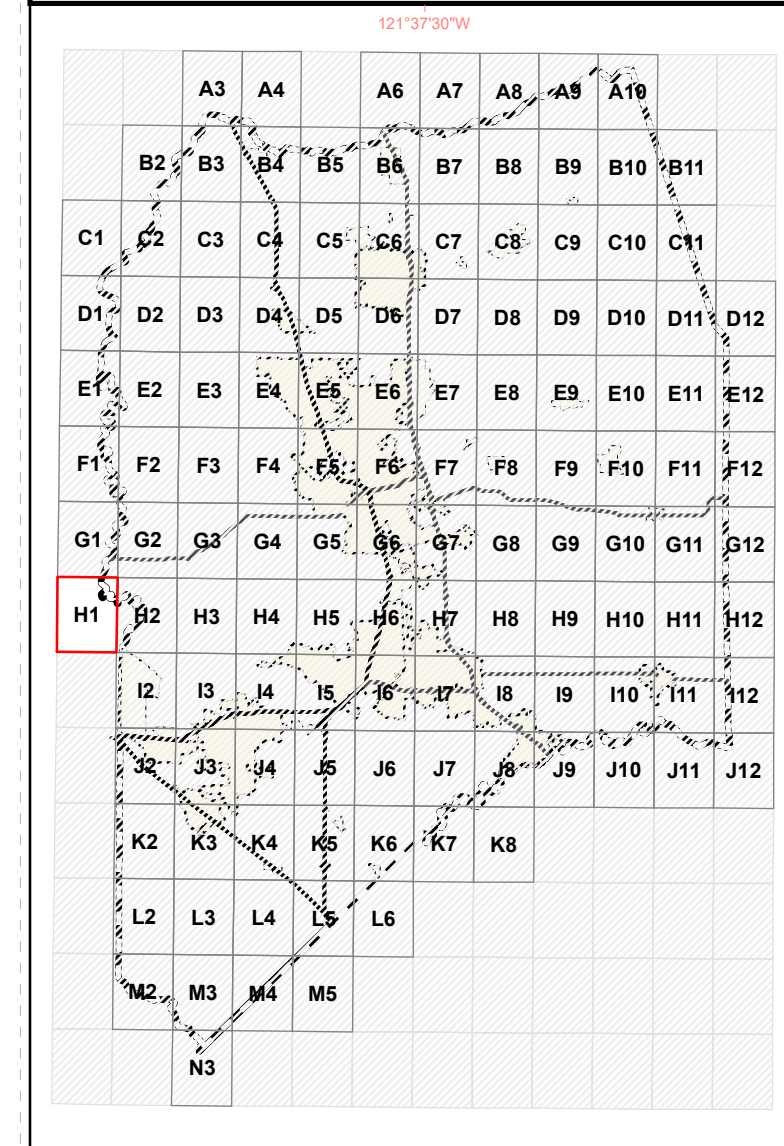 121°37'30"W
A3 A4 A6 A7 A8 A9 A10
B2 B3 B4 B5 B6 B7 B8 B9 B10 B11
C1 C2 C3 C4 C5 C6 C7 C8 C9 C10 C11
D1 D2 D3 D4 D5 D6 D7 D8 D9 D10 D11 D12
E1 E2 E3 E4 E5 E6 E7 E8 E9 E10 E11 E12
F1 F2 F3 F4 F5 F6 F7 F8 F9 F10 F11 F12
G1 G2 G3 G4 G5 G6 G7 G8 G9 G10 G11 G12
H1 H2 H3 H4 H5 H6 H7 H8 H9 H10 H11 H12
I2 I3 I4 I5 I6 I7 I8 I9 I10 I11 I12
J2 J3 J4 J5 J6 J7 J8 J9 J10 J11 J12
K2 K3 K4 K5 K6 K7 K8
L2 L3 L4 L5 L6
M2 M3 M4 M5
N3